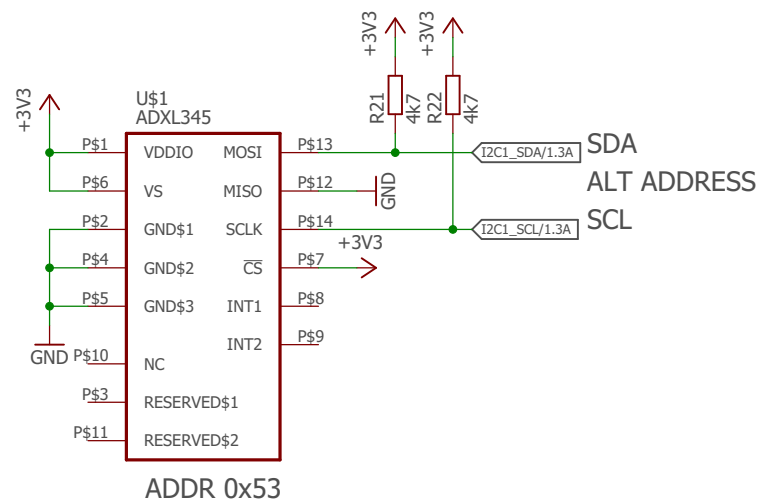 +3V3
+3V3
+3V3
R21
4k7
R22
4k7
U$1
ADXL345
P$1
VDDIO
MOSI
P$13
I2C1_SDA/1.3A
SDA
P$6
VS
MISO
P$12
GND
ALT ADDRESS
P$2
GND$1
SCLK
P$14
I2C1_SCL/1.3A
SCL
P$4
GND$2
CS
P$7
+3V3
P$5
GND$3
INT1
P$8
GND
P$10
NC
INT2
P$9
P$3
RESERVED$1
P$11
RESERVED$2
ADDR 0x53